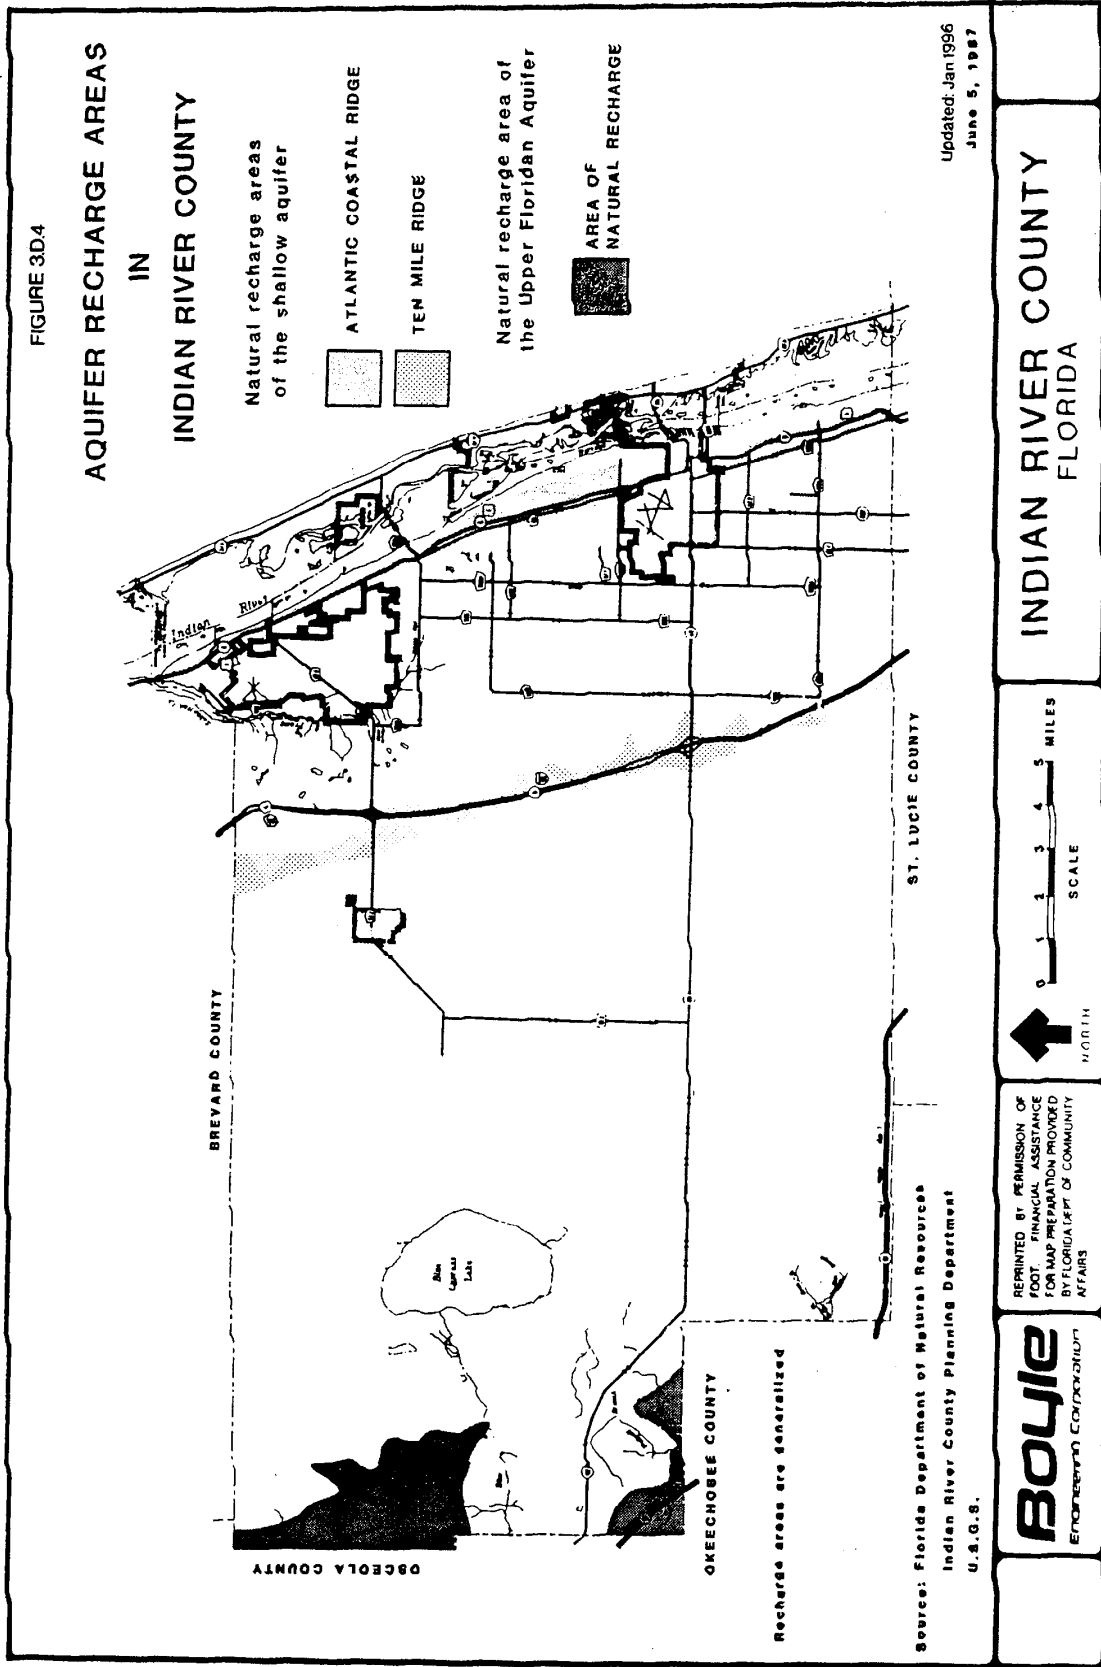 FIGURE 3.D.4
AQUIFER RECHARGE AREAS
IN
INDIAN RIVER COUNTY
Natural recharge areas
of the shallow aquifer
ATLANTIC COASTAL RIDGE
TEN MILE RIDGE
Natural recharge area of
the Upper Floridan Aquifer
AREA OF
NATURAL RECHARGE
Updated: Jan 1996
June 5, 1987
BREVARD COUNTY
Indian River
Blue
Cypress
Lake
OSCEOLA COUNTY
OKEECHOBEE COUNTY
ST. LUCIE COUNTY
Recharge areas are generalized
Source: Florida Department of Natural Resources
Indian River County Planning Department
U.S.G.S.
Boyle
Engineering Corporation
REPRINTED BY PERMISSION OF
FDOT. FINANCIAL ASSISTANCE
FOR MAP PREPARATION PROVIDED
BY FLORIDA DEPT OF COMMUNITY
AFFAIRS
NORTH
0 1 2 3 4 5 MILES
SCALE
INDIAN RIVER COUNTY
FLORIDA